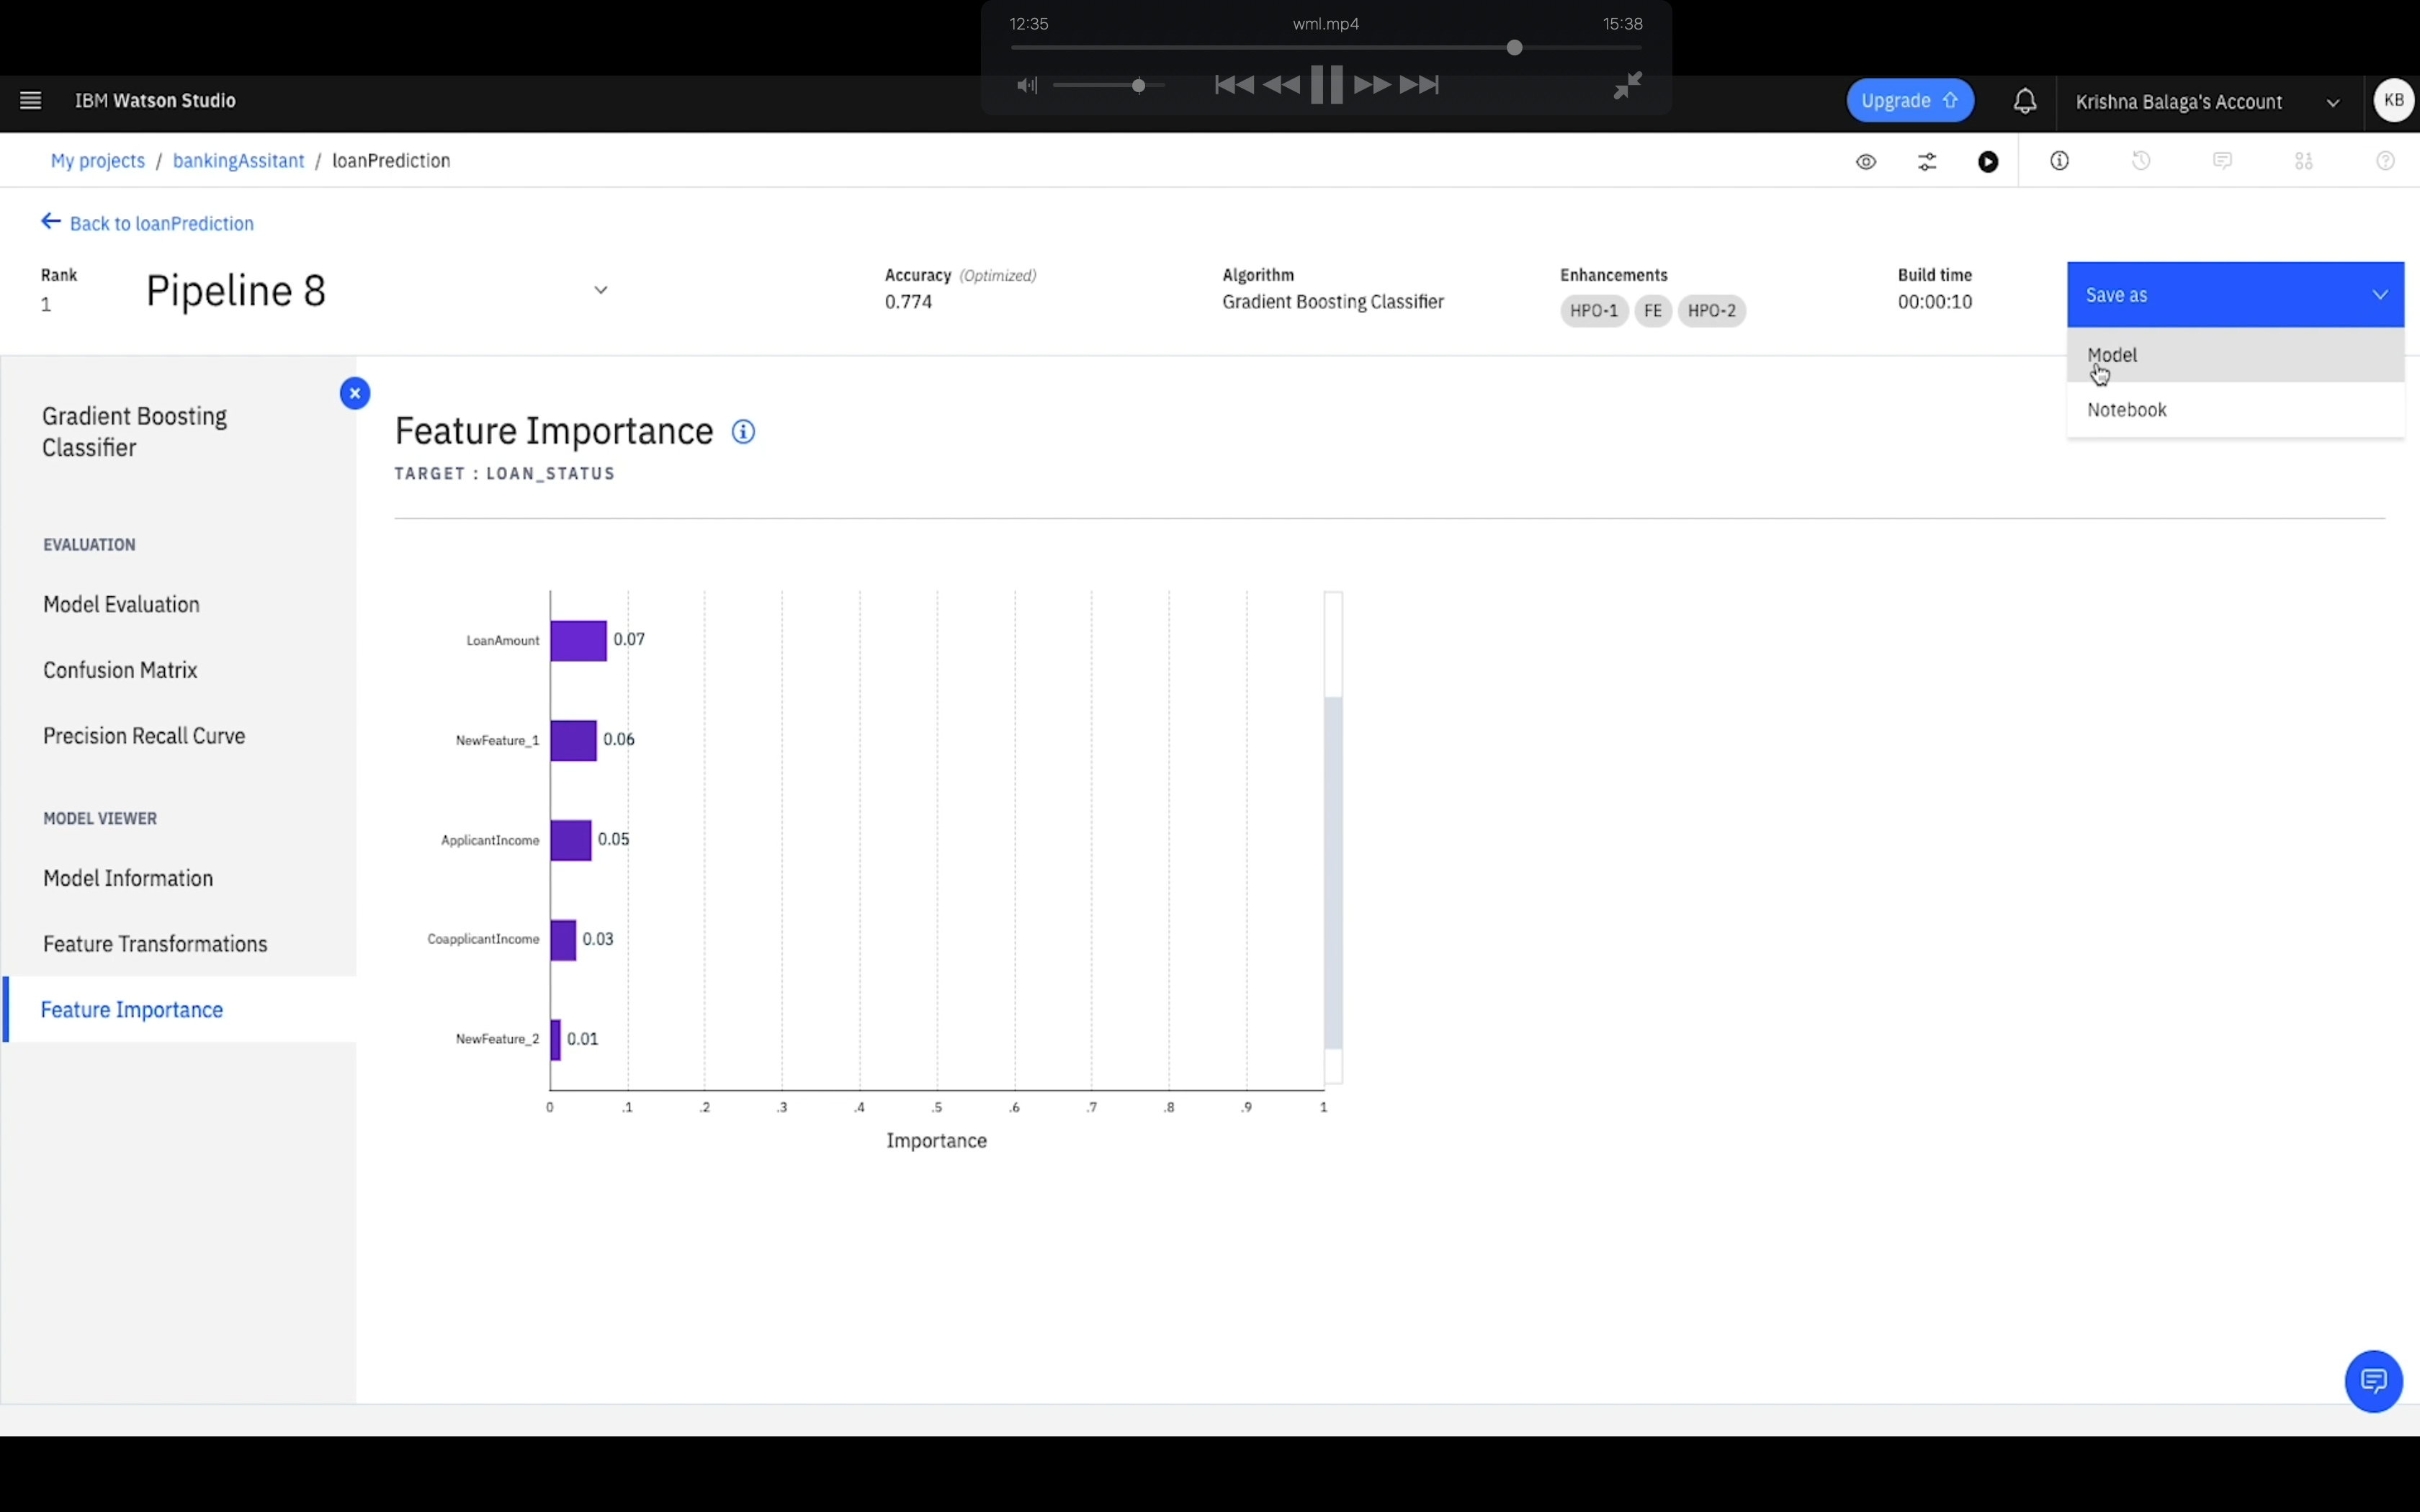 12:35 wml.mp4 15:38
IBM Watson Studio
Upgrade
Krishna Balaga's Account
KB
My projects / bankingAssitant / loanPrediction
Back to loanPrediction
Rank
1
Pipeline 8
Accuracy (Optimized)
0.774
Algorithm
Gradient Boosting Classifier
Enhancements
HPO-1 FE HPO-2
Build time
00:00:10
Save as
Model
Notebook
Gradient Boosting
Classifier
EVALUATION
Model Evaluation
Confusion Matrix
Precision Recall Curve
MODEL VIEWER
Model Information
Feature Transformations
Feature Importance
Feature Importance
TARGET : LOAN_STATUS
LoanAmount 0.07
NewFeature_1 0.06
ApplicantIncome 0.05
CoapplicantIncome 0.03
NewFeature_2 0.01
0 .1 .2 .3 .4 .5 .6 .7 .8 .9 1
Importance